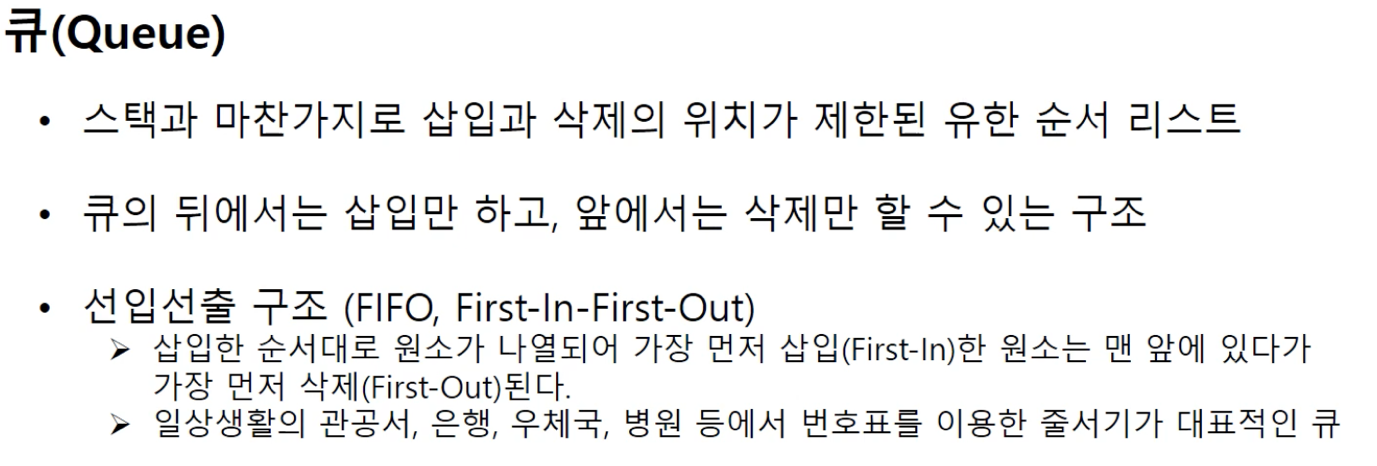 큐(Queue)
• 스택과 마찬가지로 삽입과 삭제의 위치가 제한된 유한 순서 리스트
• 큐의 뒤에서는 삽입만 하고, 앞에서는 삭제만 할 수 있는 구조
• 선입선출 구조 (FIFO, First-In-First-Out)
➢ 삽입한 순서대로 원소가 나열되어 가장 먼저 삽입(First-In)한 원소는 맨 앞에 있다가
가장 먼저 삭제(First-Out)된다.
➢ 일상생활의 관공서, 은행, 우체국, 병원 등에서 번호표를 이용한 줄서기가 대표적인 큐